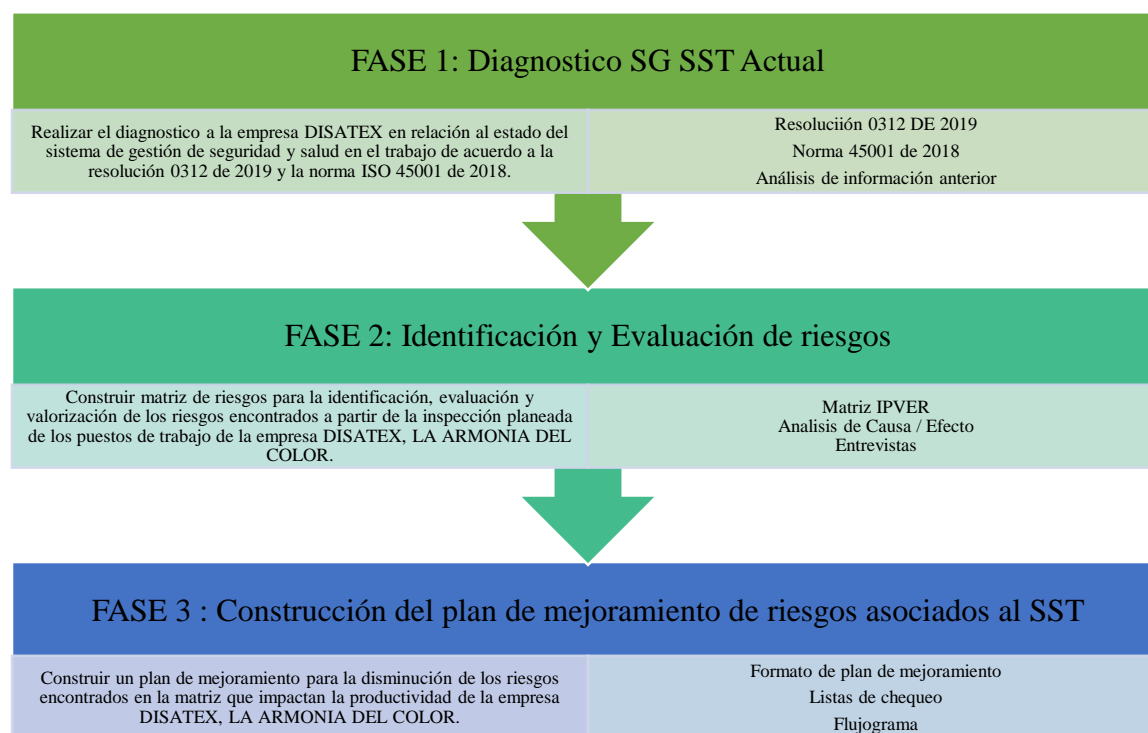 FASE 1: Diagnostico SG SST Actual
Realizar el diagnostico a la empresa DISATEX en relación al estado del
sistema de gestión de seguridad y salud en el trabajo de acuerdo a la
resolución 0312 de 2019 y la norma ISO 45001 de 2018.
Resoluciión 0312 DE 2019
Norma 45001 de 2018
Análisis de información anterior
FASE 2: Identificación y Evaluación de riesgos
Construir matriz de riesgos para la identificación, evaluación y
valorización de los riesgos encontrados a partir de la inspección planeada
de los puestos de trabajo de la empresa DISATEX, LA ARMONIA DEL
COLOR.
Matriz IPVER
Analisis de Causa / Efecto
Entrevistas
FASE 3 : Construcción del plan de mejoramiento de riesgos asociados al SST
Construir un plan de mejoramiento para la disminución de los riesgos
encontrados en la matriz que impactan la productividad de la empresa
DISATEX, LA ARMONIA DEL COLOR.
Formato de plan de mejoramiento
Listas de chequeo
Flujograma